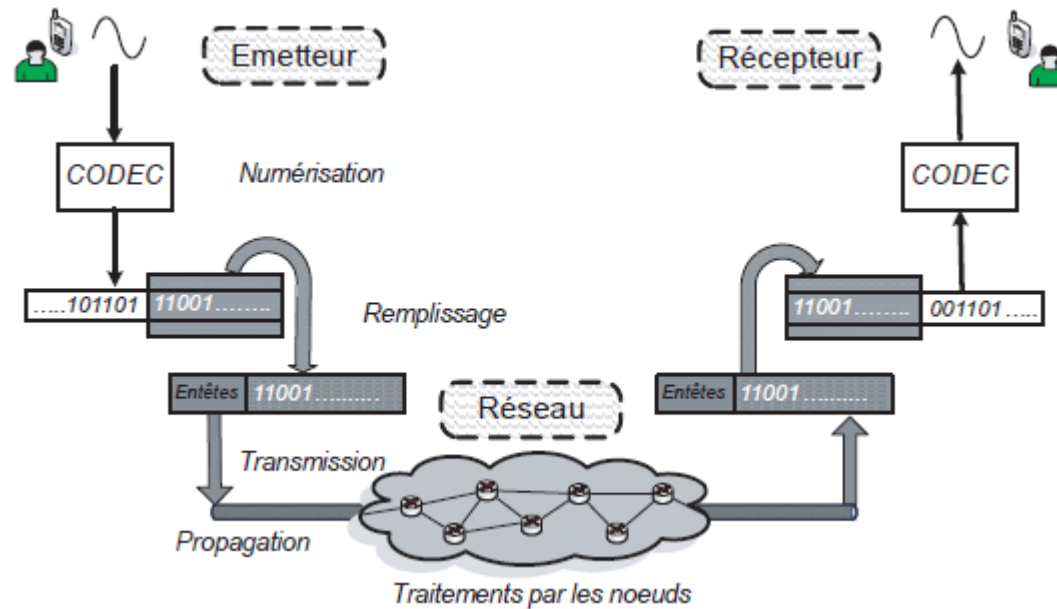 Emetteur
Récepteur
CODEC
Numérisation
CODEC
.....101101 11001........
Remplissage
11001........ 001101.....
Entêtes 11001..........
Réseau
Entêtes 11001..........
Transmission
Propagation
Traitements par les noeuds